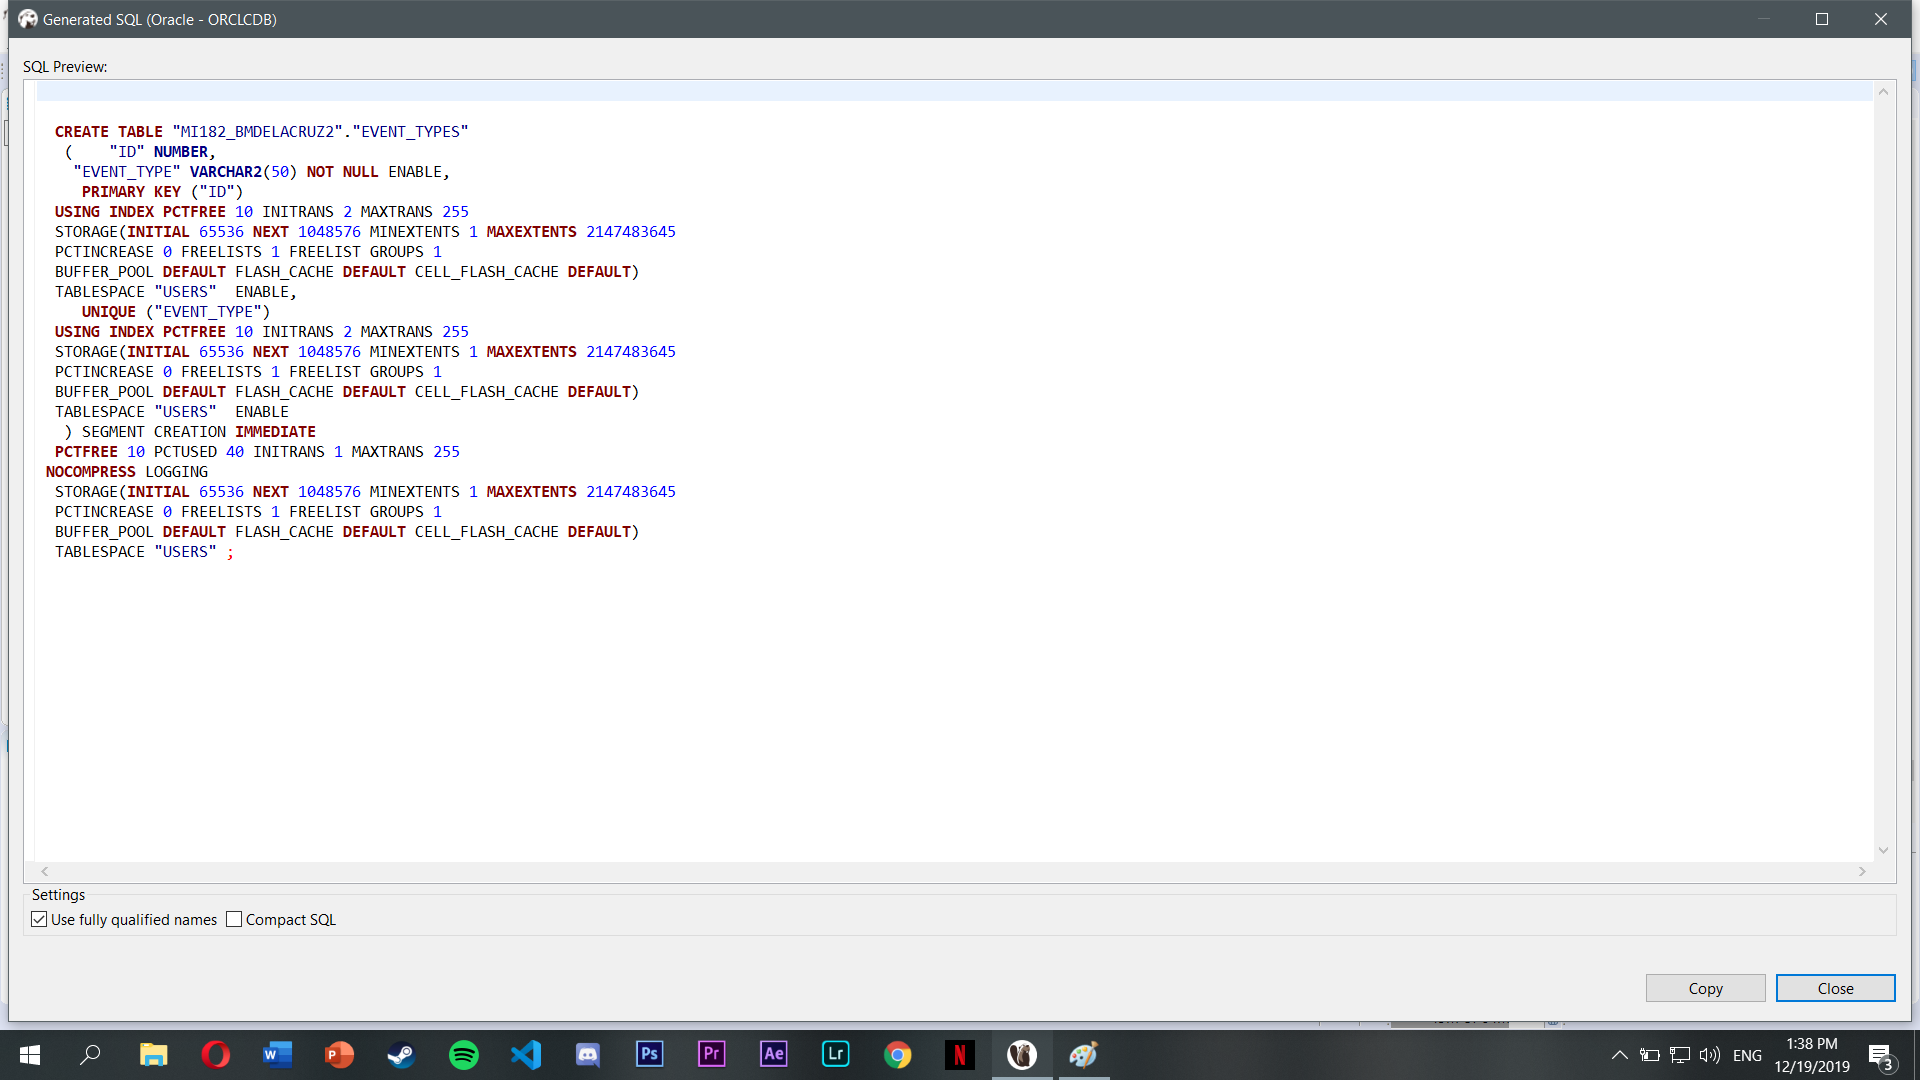 Generated SQL (Oracle - ORCLCDB)
SQL Preview:
CREATE TABLE "MI182_BMDELACRUZ2"."EVENT_TYPES"
( "ID" NUMBER,
"EVENT_TYPE" VARCHAR2(50) NOT NULL ENABLE,
PRIMARY KEY ("ID")
USING INDEX PCTFREE 10 INITRANS 2 MAXTRANS 255
STORAGE(INITIAL 65536 NEXT 1048576 MINEXTENTS 1 MAXEXTENTS 2147483645
PCTINCREASE 0 FREELISTS 1 FREELIST GROUPS 1
BUFFER_POOL DEFAULT FLASH_CACHE DEFAULT CELL_FLASH_CACHE DEFAULT)
TABLESPACE "USERS"  ENABLE,
UNIQUE ("EVENT_TYPE")
USING INDEX PCTFREE 10 INITRANS 2 MAXTRANS 255
STORAGE(INITIAL 65536 NEXT 1048576 MINEXTENTS 1 MAXEXTENTS 2147483645
PCTINCREASE 0 FREELISTS 1 FREELIST GROUPS 1
BUFFER_POOL DEFAULT FLASH_CACHE DEFAULT CELL_FLASH_CACHE DEFAULT)
TABLESPACE "USERS"  ENABLE
) SEGMENT CREATION IMMEDIATE
PCTFREE 10 PCTUSED 40 INITRANS 1 MAXTRANS 255
NOCOMPRESS LOGGING
STORAGE(INITIAL 65536 NEXT 1048576 MINEXTENTS 1 MAXEXTENTS 2147483645
PCTINCREASE 0 FREELISTS 1 FREELIST GROUPS 1
BUFFER_POOL DEFAULT FLASH_CACHE DEFAULT CELL_FLASH_CACHE DEFAULT)
TABLESPACE "USERS" ;
Settings
Use fully qualified names Compact SQL
Copy Close
W P Ps Pr Ae Lr N ENG 1:38 PM
12/19/2019 3